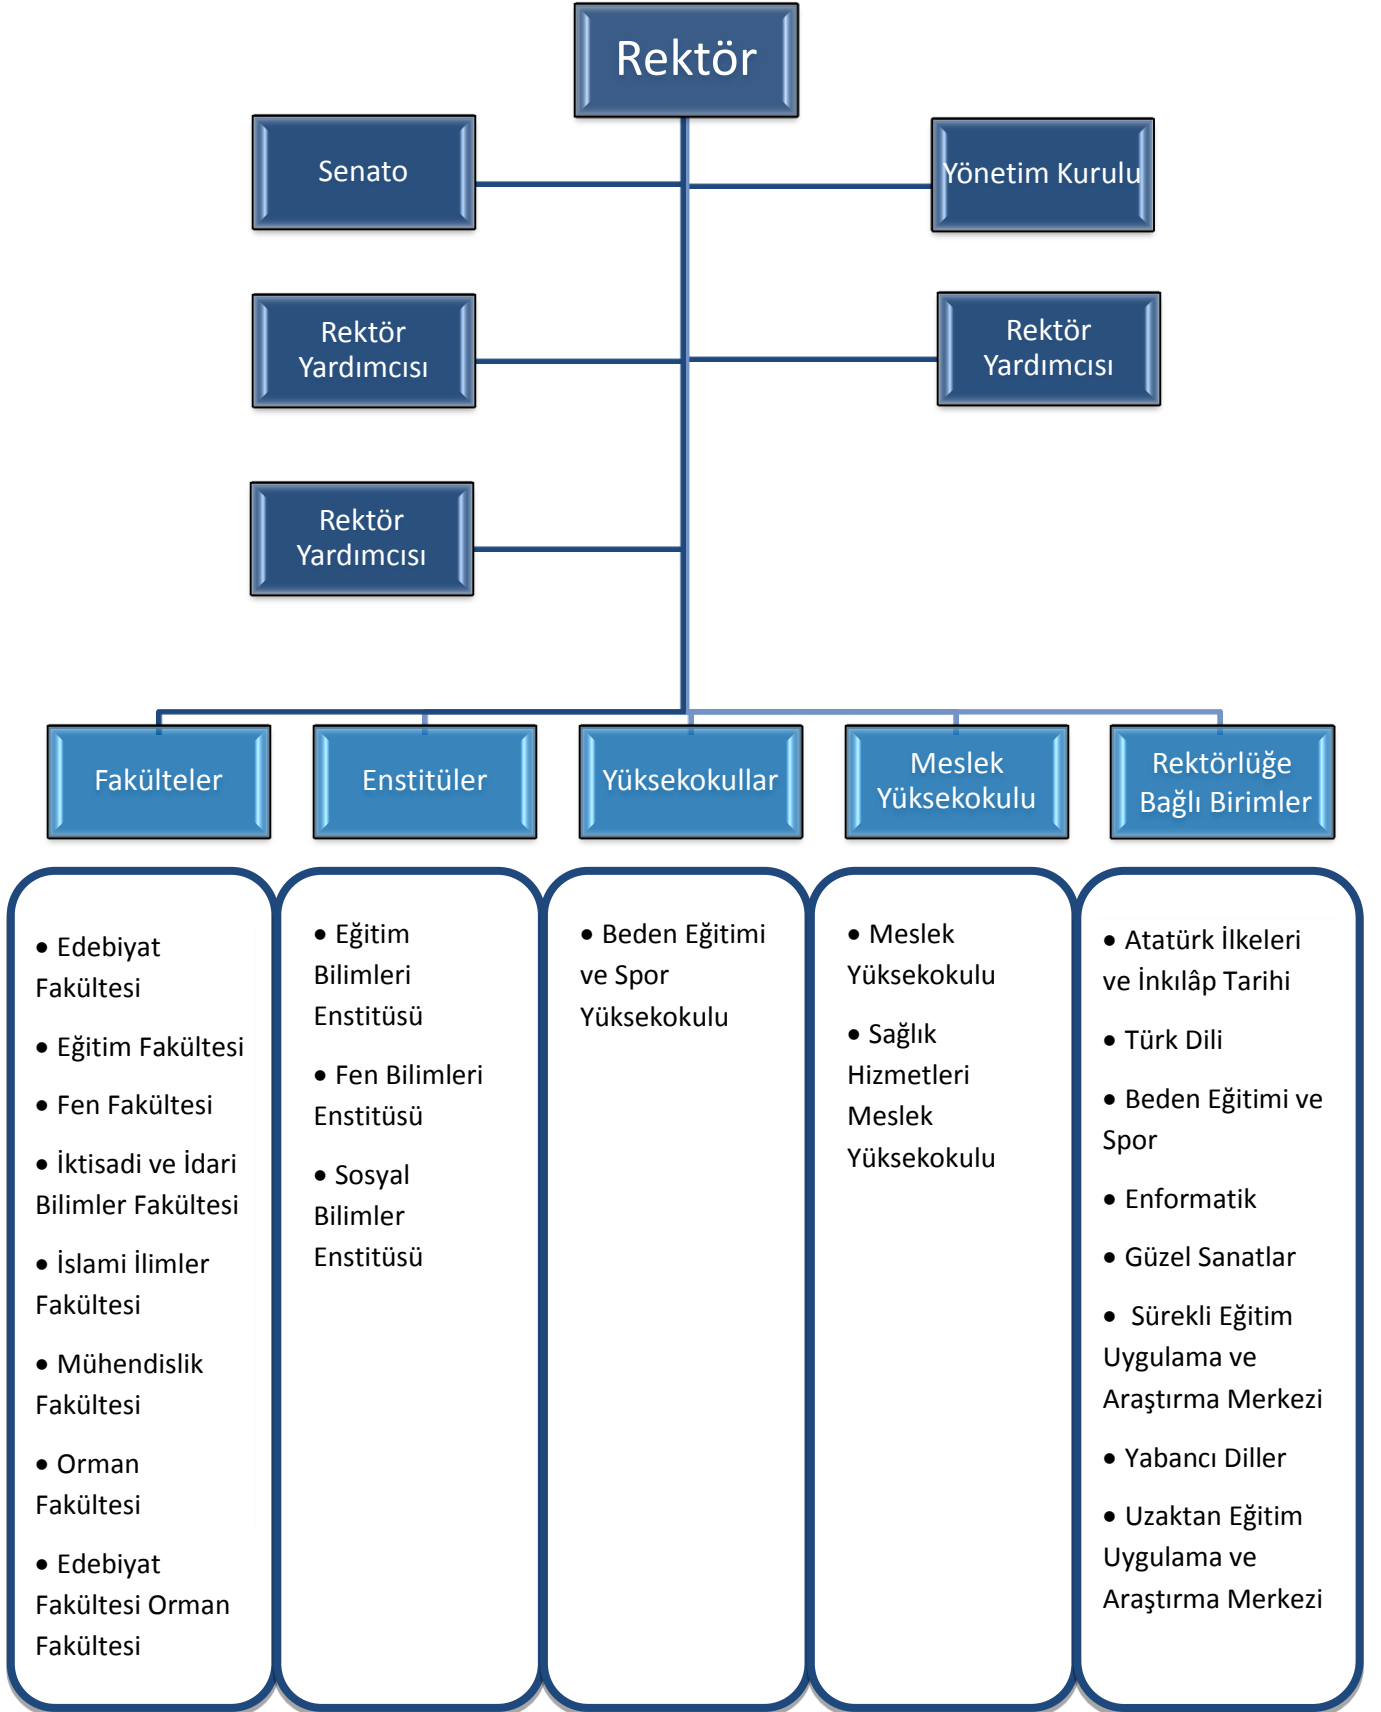 Rektör
Senato
Yönetim Kurulu
Rektör
Yardımcısı
Rektör
Yardımcısı
Rektör
Yardımcısı
Fakülteler
Enstitüler
Yüksekokullar
Meslek
Yüksekokulu
Rektörlüğe
Bağlı Birimler
• Edebiyat
Fakültesi
• Eğitim Fakültesi
• Fen Fakültesi
• İktisadi ve İdari
Bilimler Fakültesi
• İslami İlimler
Fakültesi
• Mühendislik
Fakültesi
• Orman
Fakültesi
• Edebiyat
Fakültesi Orman
Fakültesi
• Eğitim
Bilimleri
Enstitüsü
• Fen Bilimleri
Enstitüsü
• Sosyal
Bilimler
Enstitüsü
• Beden Eğitimi
ve Spor
Yüksekokulu
• Meslek
Yüksekokulu
• Sağlık
Hizmetleri
Meslek
Yüksekokulu
• Atatürk İlkeleri
ve İnkılâp Tarihi
• Türk Dili
• Beden Eğitimi ve
Spor
• Enformatik
• Güzel Sanatlar
• Sürekli Eğitim
Uygulama ve
Araştırma Merkezi
• Yabancı Diller
• Uzaktan Eğitim
Uygulama ve
Araştırma Merkezi